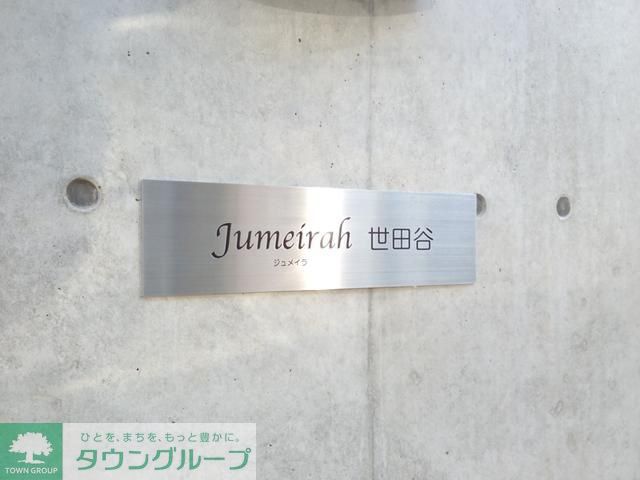 Jumeirah 世田谷
ジュメイラ
ひとを、まちを、もっと豊かに。
TOWN GROUP
タウングループ